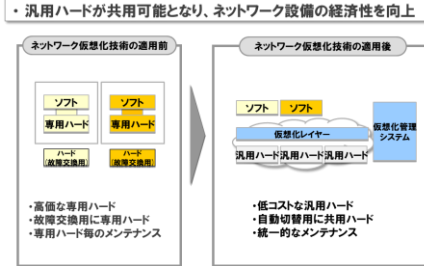 ・汎用ハードが共用可能となり、ネットワーク設備の経済性を向上
ネットワーク仮想化技術の適用前
ソフト
ソフト
専用ハード
専用ハード
ハード
(故障交換用)
ハード
(故障交換用)
・高価な専用ハード
・故障交換用に専用ハード
・専用ハード毎のメンテナンス
ネットワーク仮想化技術の適用後
ソフト
ソフト
仮想化レイヤー
汎用ハード
汎用ハード
汎用ハード
仮想化管理
システム
・低コストな汎用ハード
・自動切替用に共用ハード
・統一的なメンテナンス